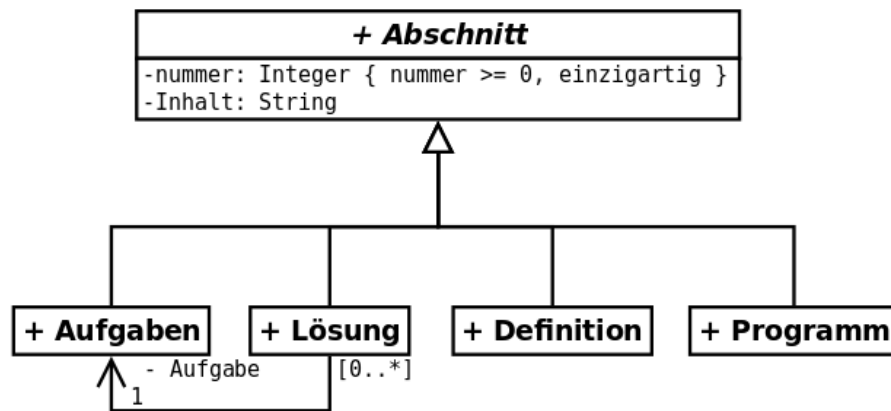 + Abschnitt
-nummer: Integer { nummer >= 0, einzigartig }
-Inhalt: String
+ Aufgaben
+ Lösung
+ Definition
+ Programm
- Aufgabe
[0..*]
1